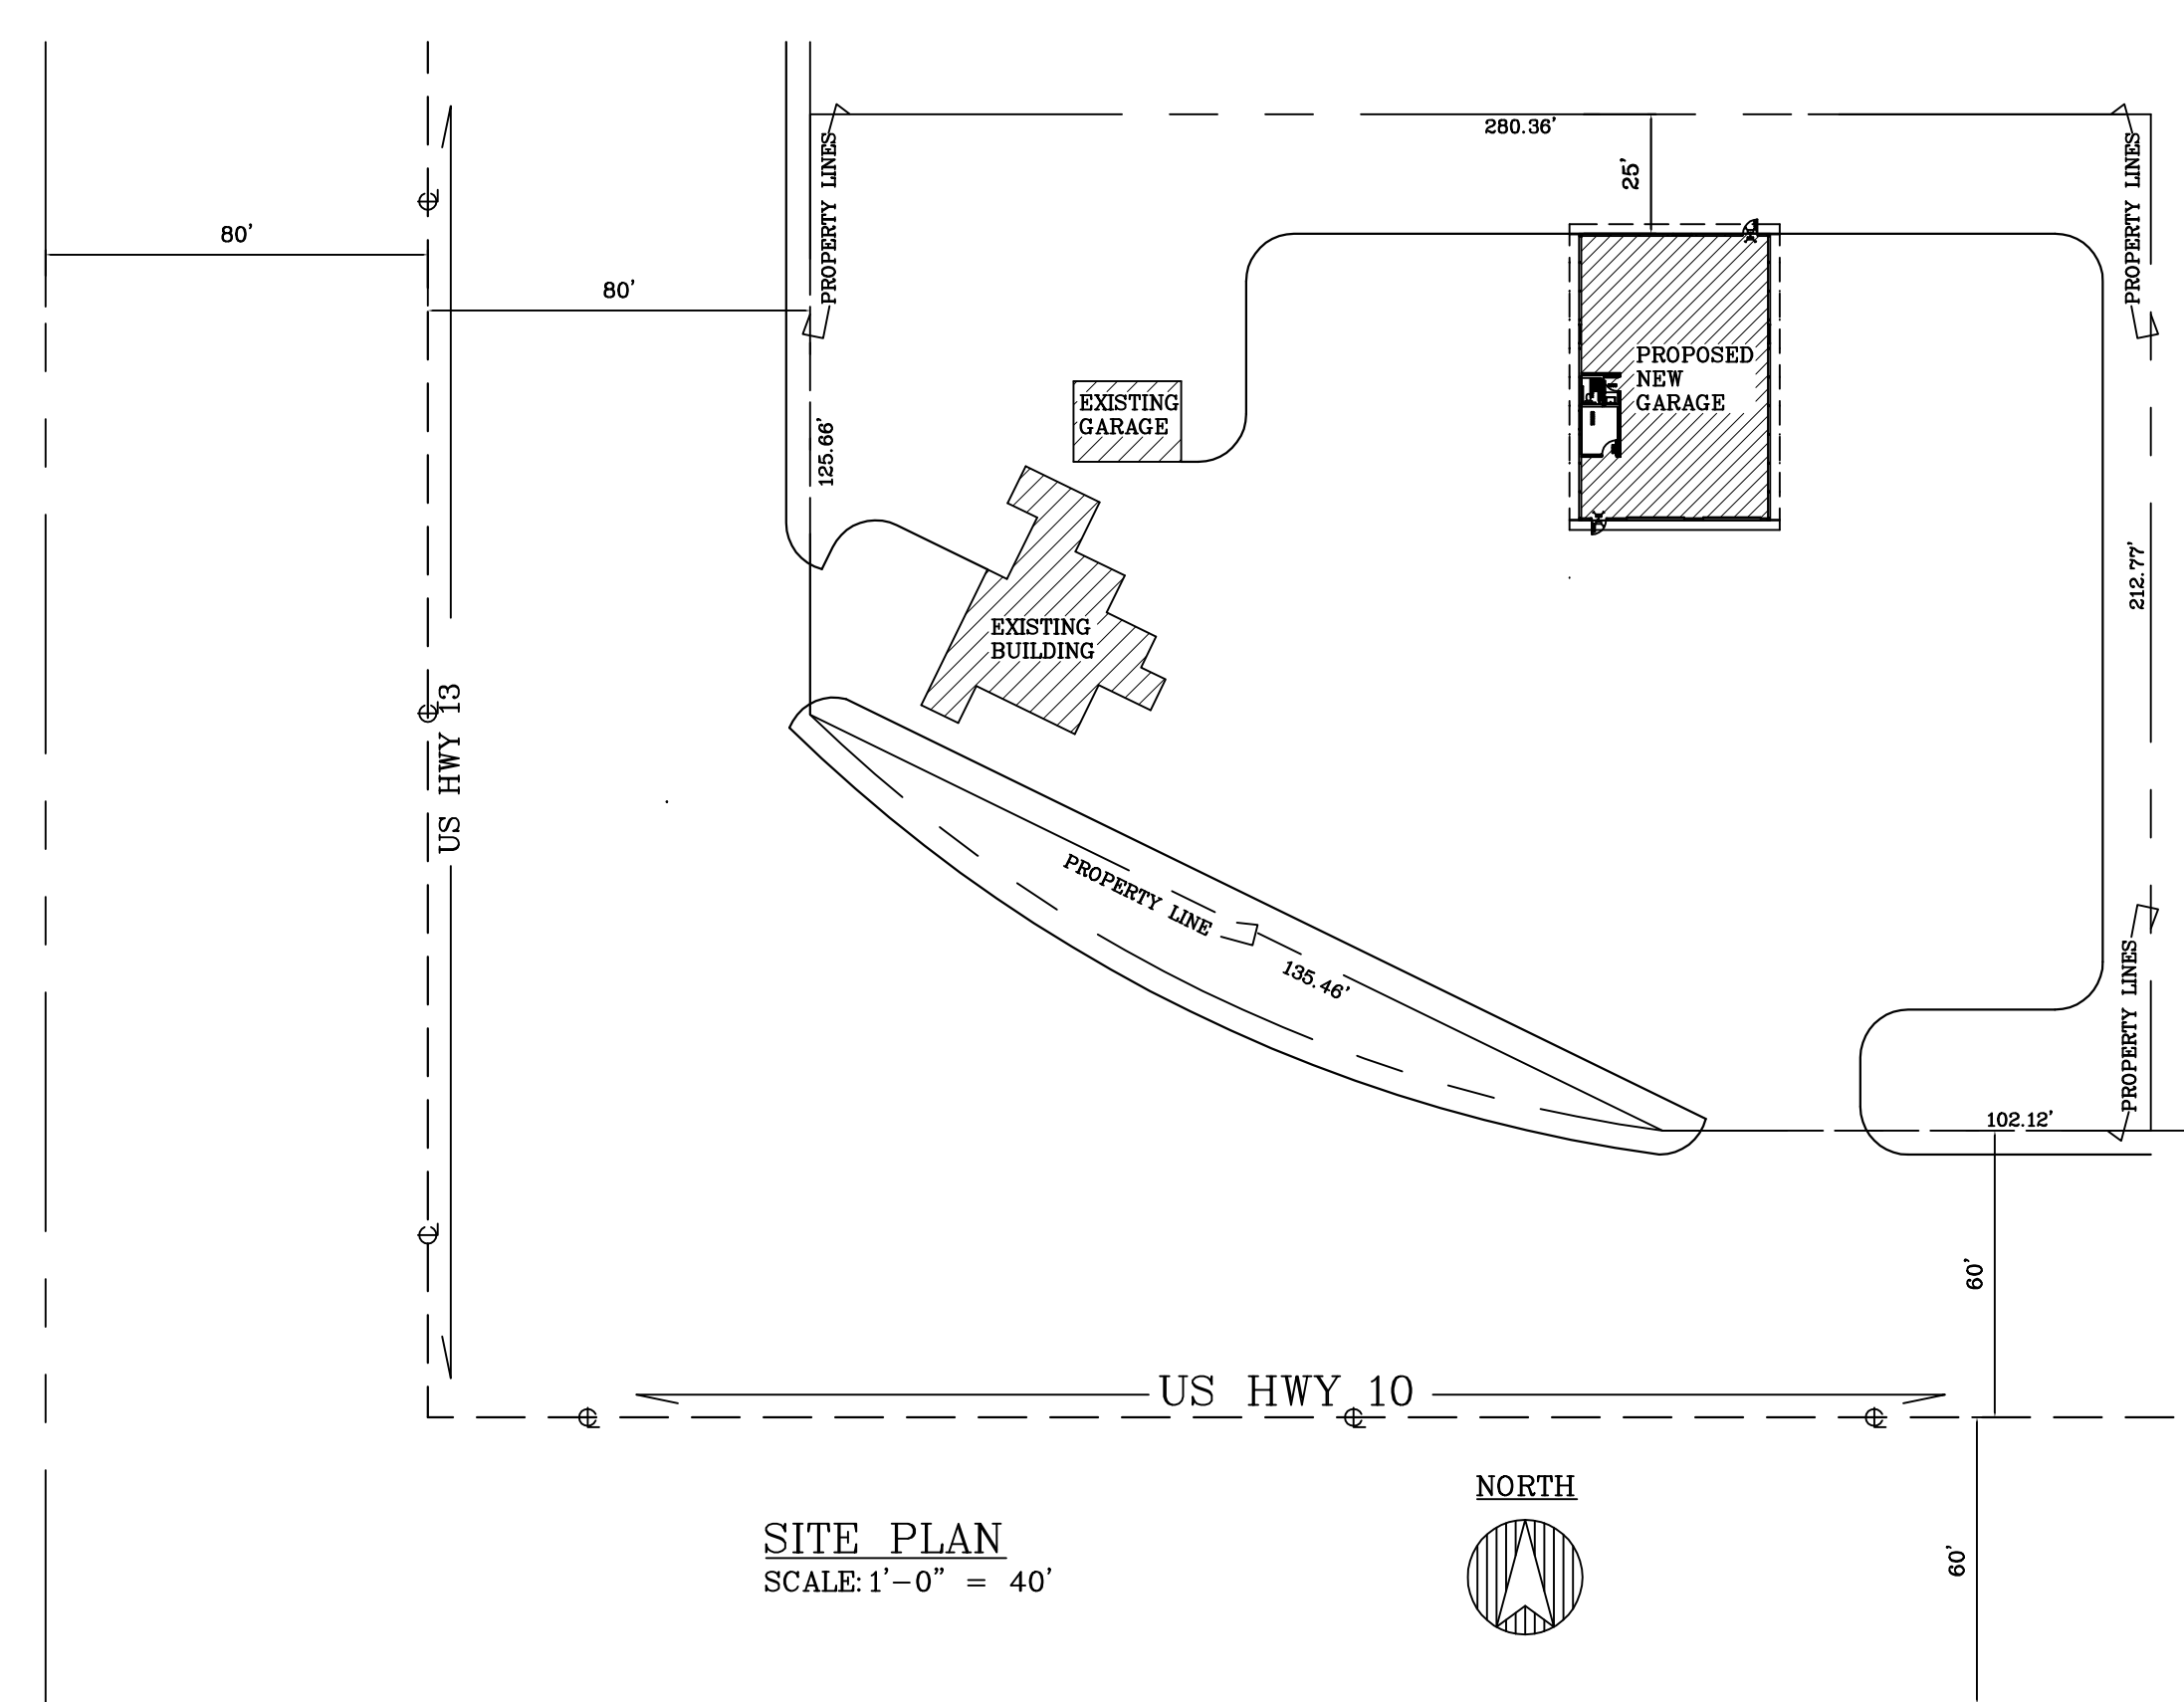 280.36'
25'
PROPERTY LINES
PROPERTY LINES
80'
80'
PROPOSED
NEW
GARAGE
EXISTING
GARAGE
125.66'
212.77'
EXISTING
BUILDING
US HWY 13
PROPERTY LINE
135.46'
PROPERTY LINES
102.12'
60'
US HWY 10
NORTH
60'
SITE PLAN
SCALE: 1'-0" = 40'